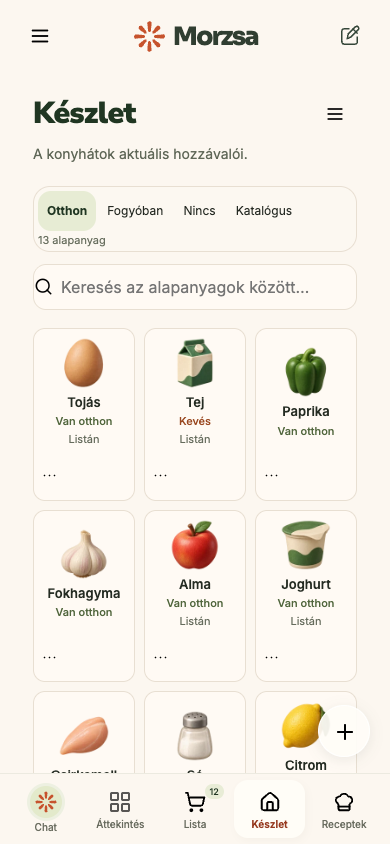 Morzsa
Készlet
A konyhátok aktuális hozzávalói.
Otthon Fogyóban Nincs Katalógus
13 alapanyag
Keresés az alapanyagok között...
Tojás
Van otthon
Listán
...
Tej
Kevés
Listán
...
Paprika
Van otthon
...
Fokhagyma
Van otthon
...
Alma
Van otthon
Listán
...
Joghurt
Van otthon
Listán
...
Citrom
Chat
Áttekintés
12
Lista
Készlet
Receptek